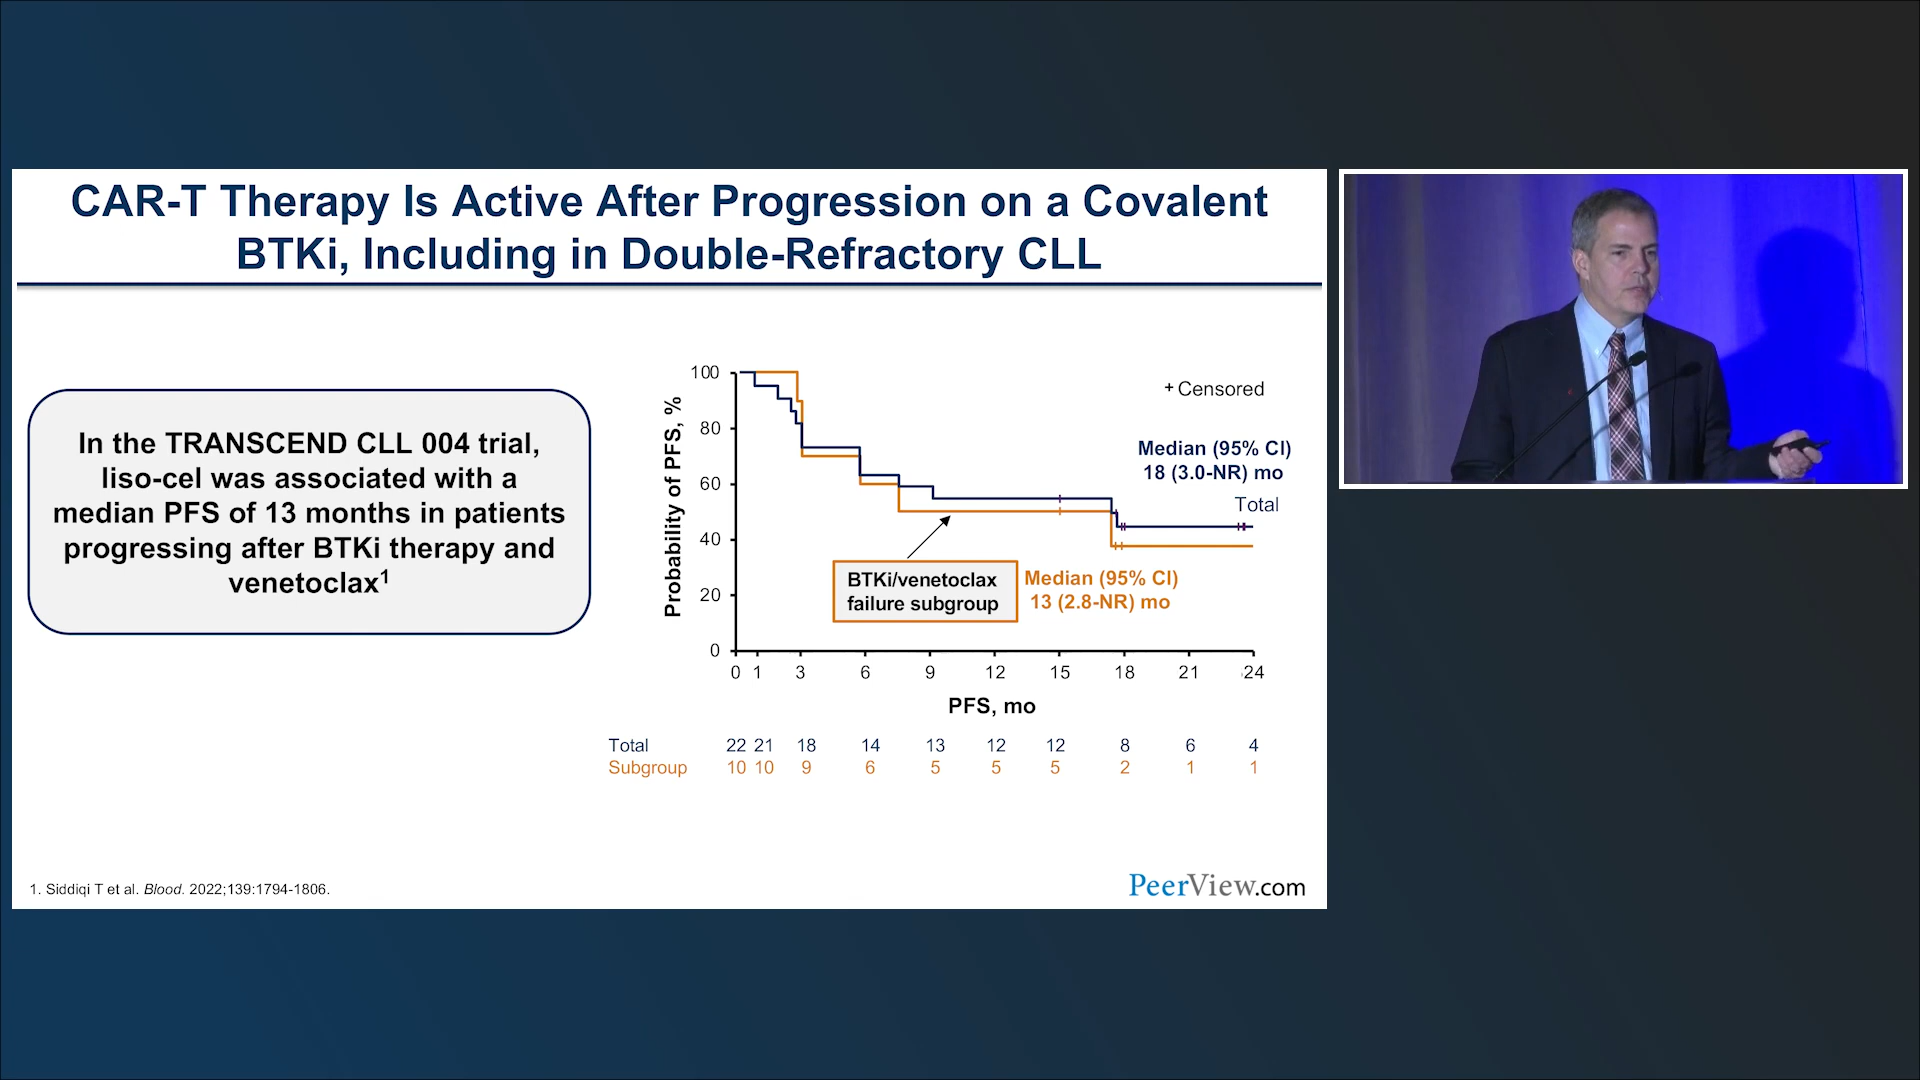 CAR-T Therapy Is Active After Progression on a Covalent
BTKi, Including in Double-Refractory CLL
In the TRANSCEND CLL 004 trial,
liso-cel was associated with a
median PFS of 13 months in patients
progressing after BTKi therapy and
venetoclax1
Probability of PFS, %
100
80
60
40
20
0
+ Censored
Median (95% CI)
18 (3.0-NR) mo
Total
BTKi/venetoclax
failure subgroup
Median (95% CI)
13 (2.8-NR) mo
0 1 3 6 9 12 15 18 21 24
PFS, mo
Total 22 21 18 14 13 12 12 8 6 4
Subgroup 10 10 9 6 5 5 5 2 1 1
1. Siddiqi T et al. Blood. 2022;139:1794-1806.
PeerView.com